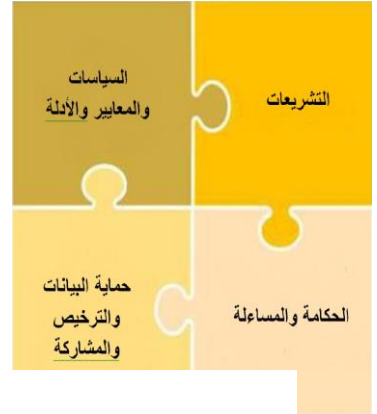 التشريعات
السياسات
والمعايير والأدلة
الحكامة والمساءلة
حماية البيانات
والترخيص
والمشاركة